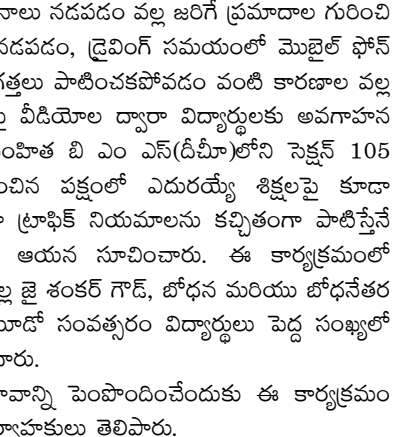 నాలు నడపడం వల్ల జరిగే ప్రమాదాల గురించి
నడపడం, డ్రైవింగ్ సమయంలో మొబైల్ ఫోన్
గత్తలు పాటించకపోవడం వంటి కారణాల వల్ల
వీడియోల ద్వారా విద్యార్థులకు అవగాహన
ంహిత బి ఎం ఎస్(దీచీూ)లోని సెక్షన్ 105
ంచిన పక్షంలో ఎదురయ్యే శిక్షలపై కూడా
ట్రాఫిక్ నియమాలను కచ్చితంగా పాటిస్తేనే
ఆయన సూచించారు. ఈ కార్యక్రమంలో
ల్ల జై శంకర్ గౌడ్, బోధన మరియు బోధనేతర
మూడో సంవత్సరం విద్యార్థులు పెద్ద సంఖ్యలో
నారు.
భావాన్ని పెంపొందించేందుకు ఈ కార్యక్రమం
ర్వాహకులు తెలిపారు.